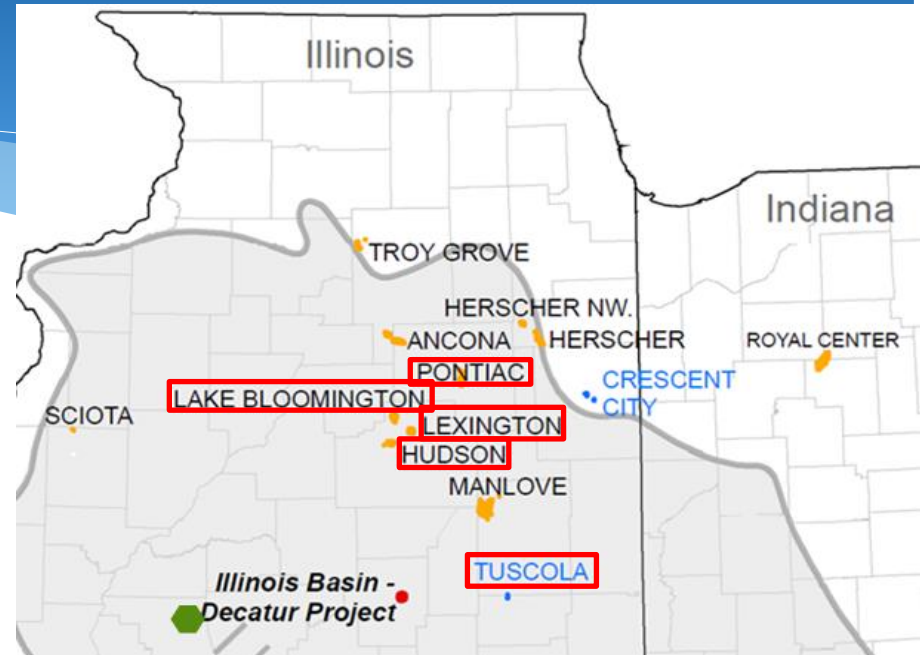 Illinois
Indiana
TROY GROVE
HERSCHER NW.
ANCONA
HERSCHER
ROYAL CENTER
PONTIAC
CRESCENT
CITY
LAKE BLOOMINGTON
SCIOTA
LEXINGTON
HUDSON
MANLOVE
TUSCOLA
Illinois Basin -
Decatur Project